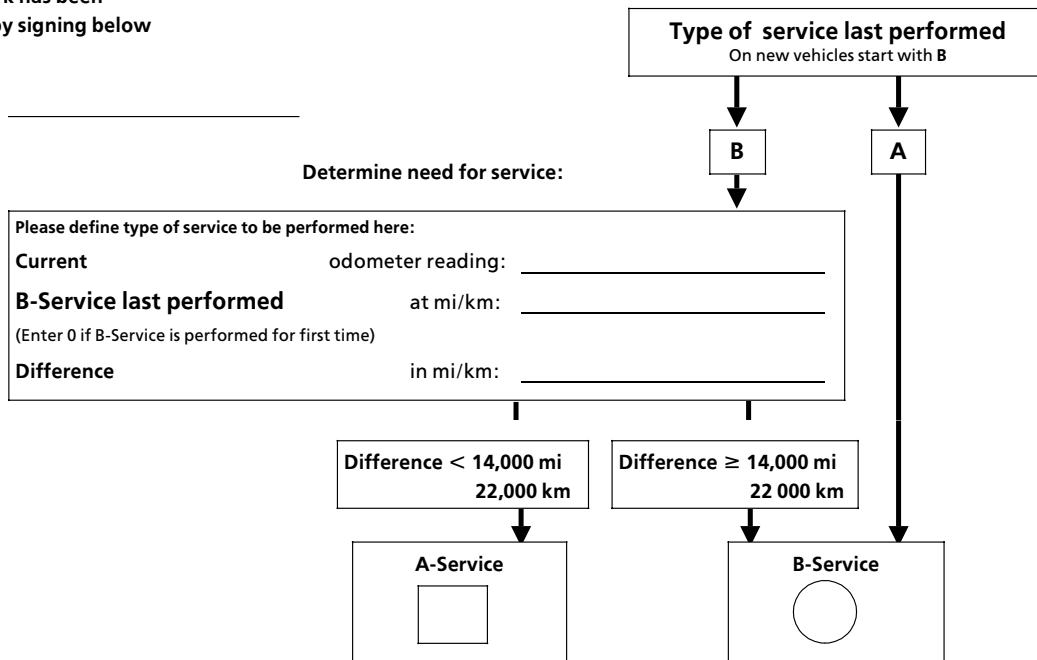 by signing below
Type of service last performed
On new vehicles start with B
B
A
Determine need for service:
Please define type of service to be performed here:
Current odometer reading:
B-Service last performed at mi/km:
(Enter 0 if B-Service is performed for first time)
Difference in mi/km:
Difference < 14,000 mi
22,000 km
Difference ≥ 14,000 mi
22 000 km
A-Service
B-Service